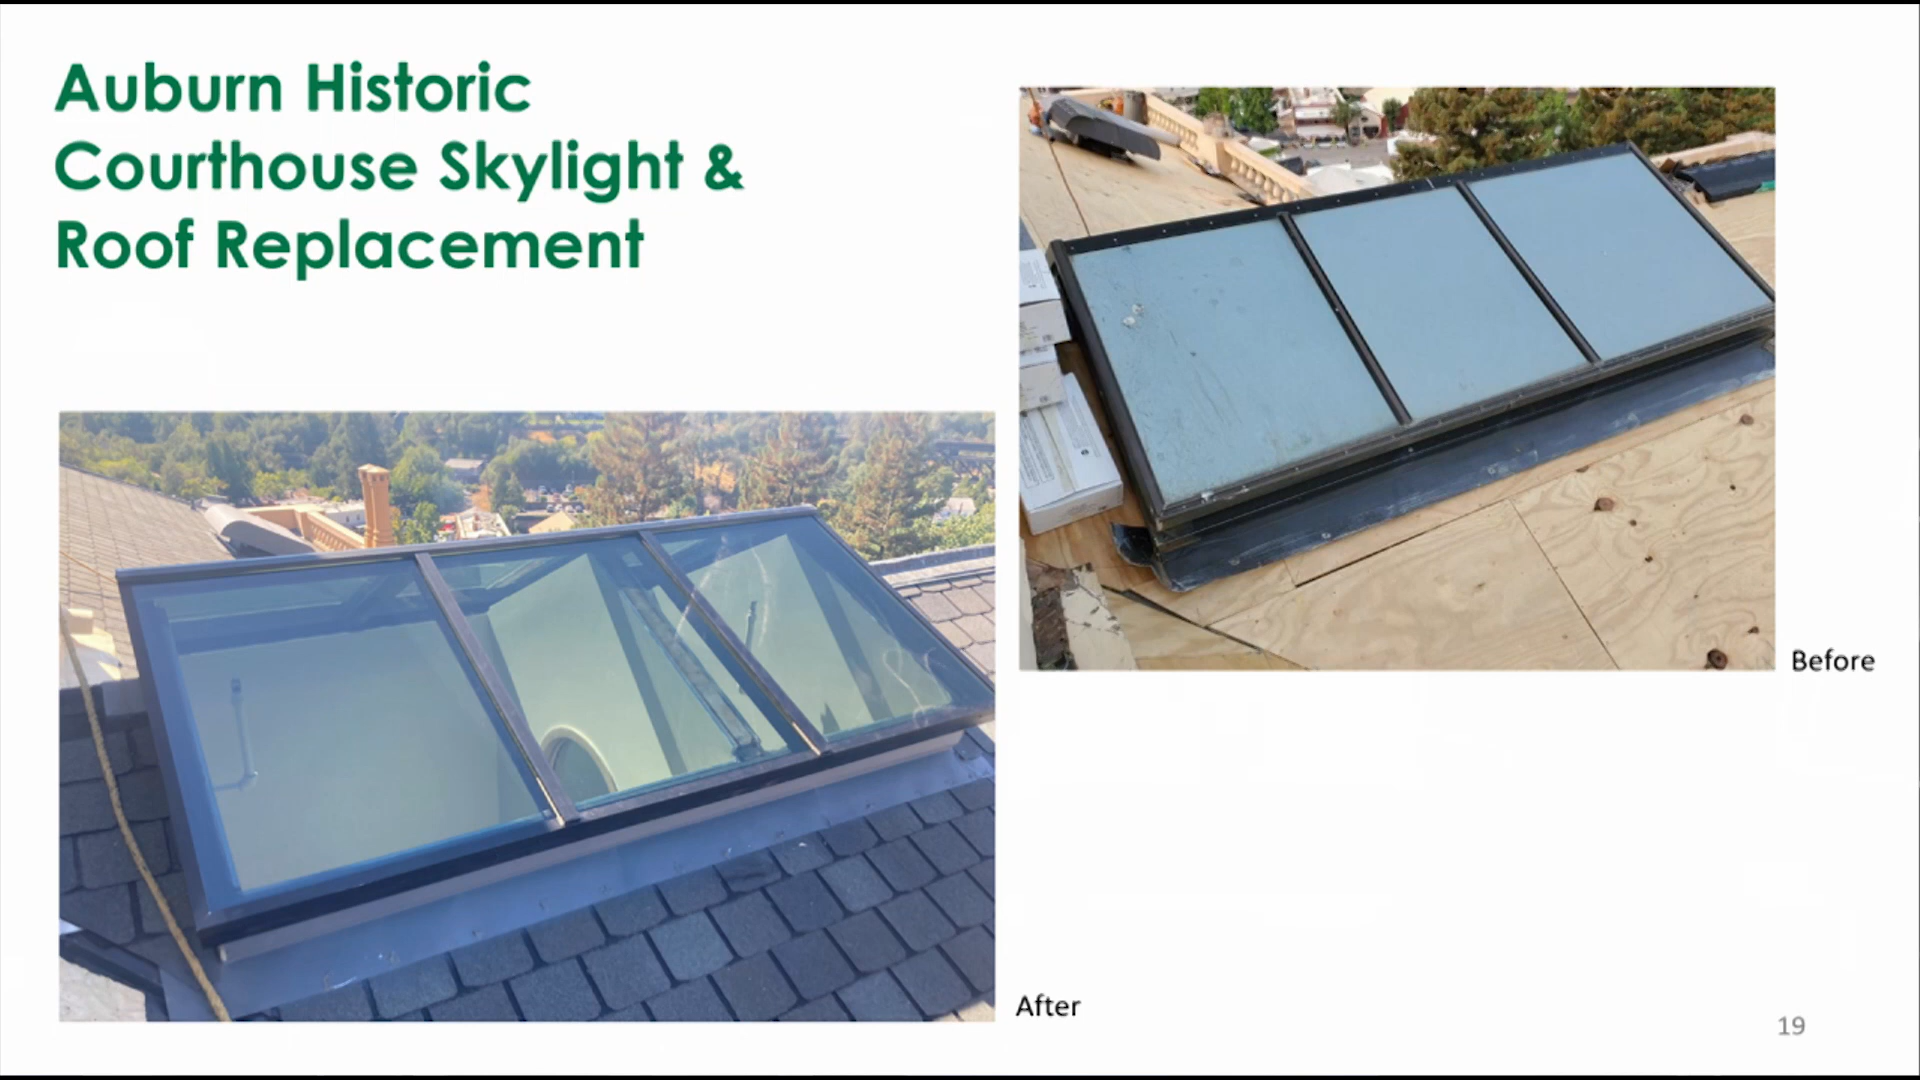 Auburn Historic
Courthouse Skylight &
Roof Replacement
Before
After
19